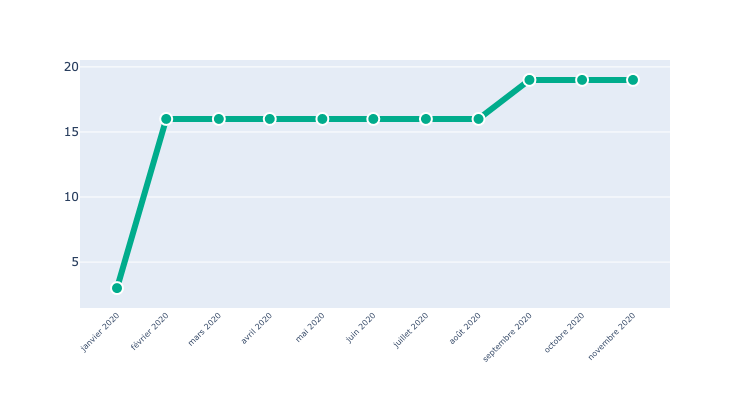 20
15
10
5
janvier 2020
février 2020
mars 2020
avril 2020
mai 2020
juin 2020
juillet 2020
août 2020
septembre 2020
octobre 2020
novembre 2020